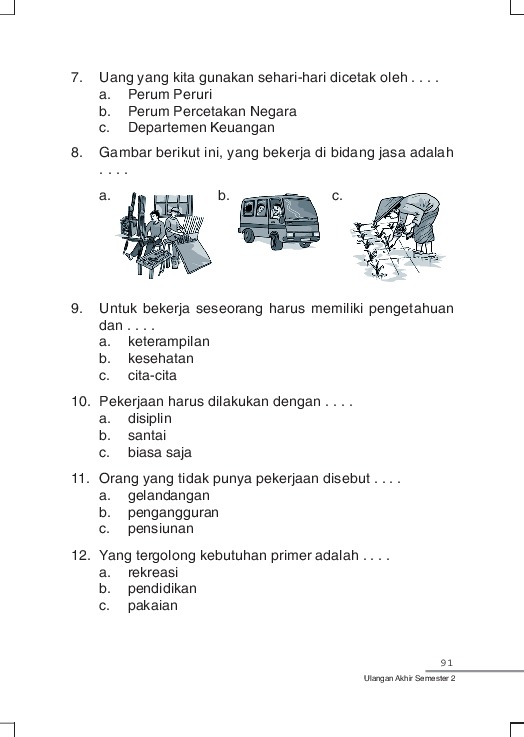 7. Uang yang kita gunakan sehari-hari dicetak oleh . . . .
a. Perum Peruri
b. Perum Percetakan Negara
c. Departemen Keuangan
8. Gambar berikut ini, yang bekerja di bidang jasa adalah
. . . .
a. b. c.
9. Untuk bekerja seseorang harus memiliki pengetahuan
dan . . . .
a. keterampilan
b. kesehatan
c. cita-cita
10. Pekerjaan harus dilakukan dengan . . . .
a. disiplin
b. santai
c. biasa saja
11. Orang yang tidak punya pekerjaan disebut . . . .
a. gelandangan
b. pengangguran
c. pensiunan
12. Yang tergolong kebutuhan primer adalah . . . .
a. rekreasi
b. pendidikan
c. pakaian
91
Ulangan Akhir Semester 2